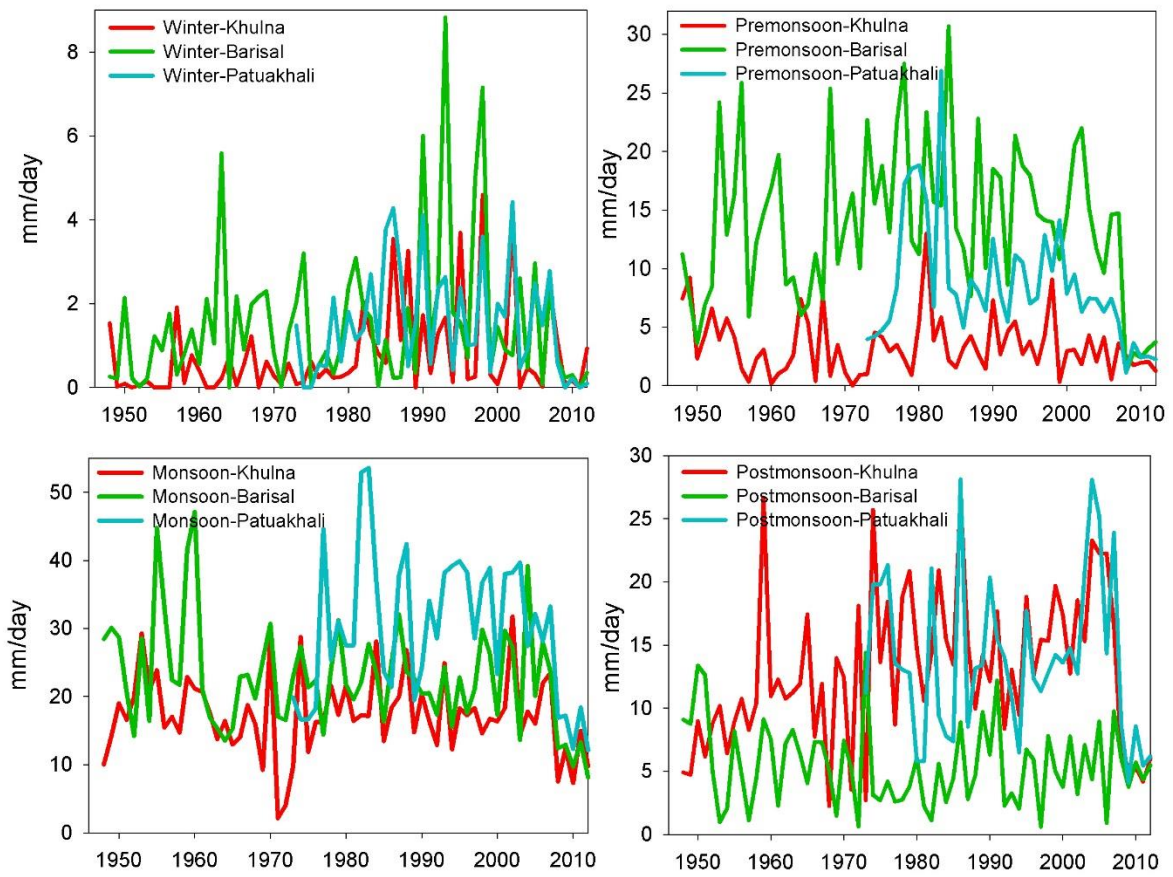 Winter-Khulna
Winter-Barisal
Winter-Patuakhali
mm/day
8
6
4
2
0
1950 1960 1970 1980 1990 2000 2012
Premonsoon-Khulna
Premonsoon-Barisal
Premonsoon-Patuakhali
mm/day
30
25
20
15
10
5
0
1950 1960 1970 1980 1990 2000 2012
Monsoon-Khulna
Monsoon-Barisal
Monsoon-Patuakhali
mm/day
50
40
30
20
10
0
1950 1960 1970 1980 1990 2000 2012
Postmonsoon-Khulna
Postmonsoon-Barisal
Postmonsoon-Patuakhali
mm/day
30
25
20
15
10
5
0
1950 1960 1970 1980 1990 2000 2012